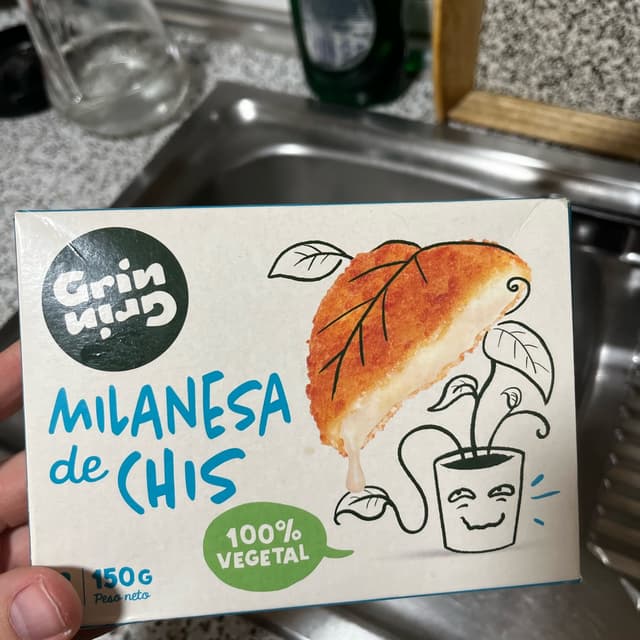 Grin
Grin
MILANESA
de CHIS
100%
VEGETAL
150G
Peso neto